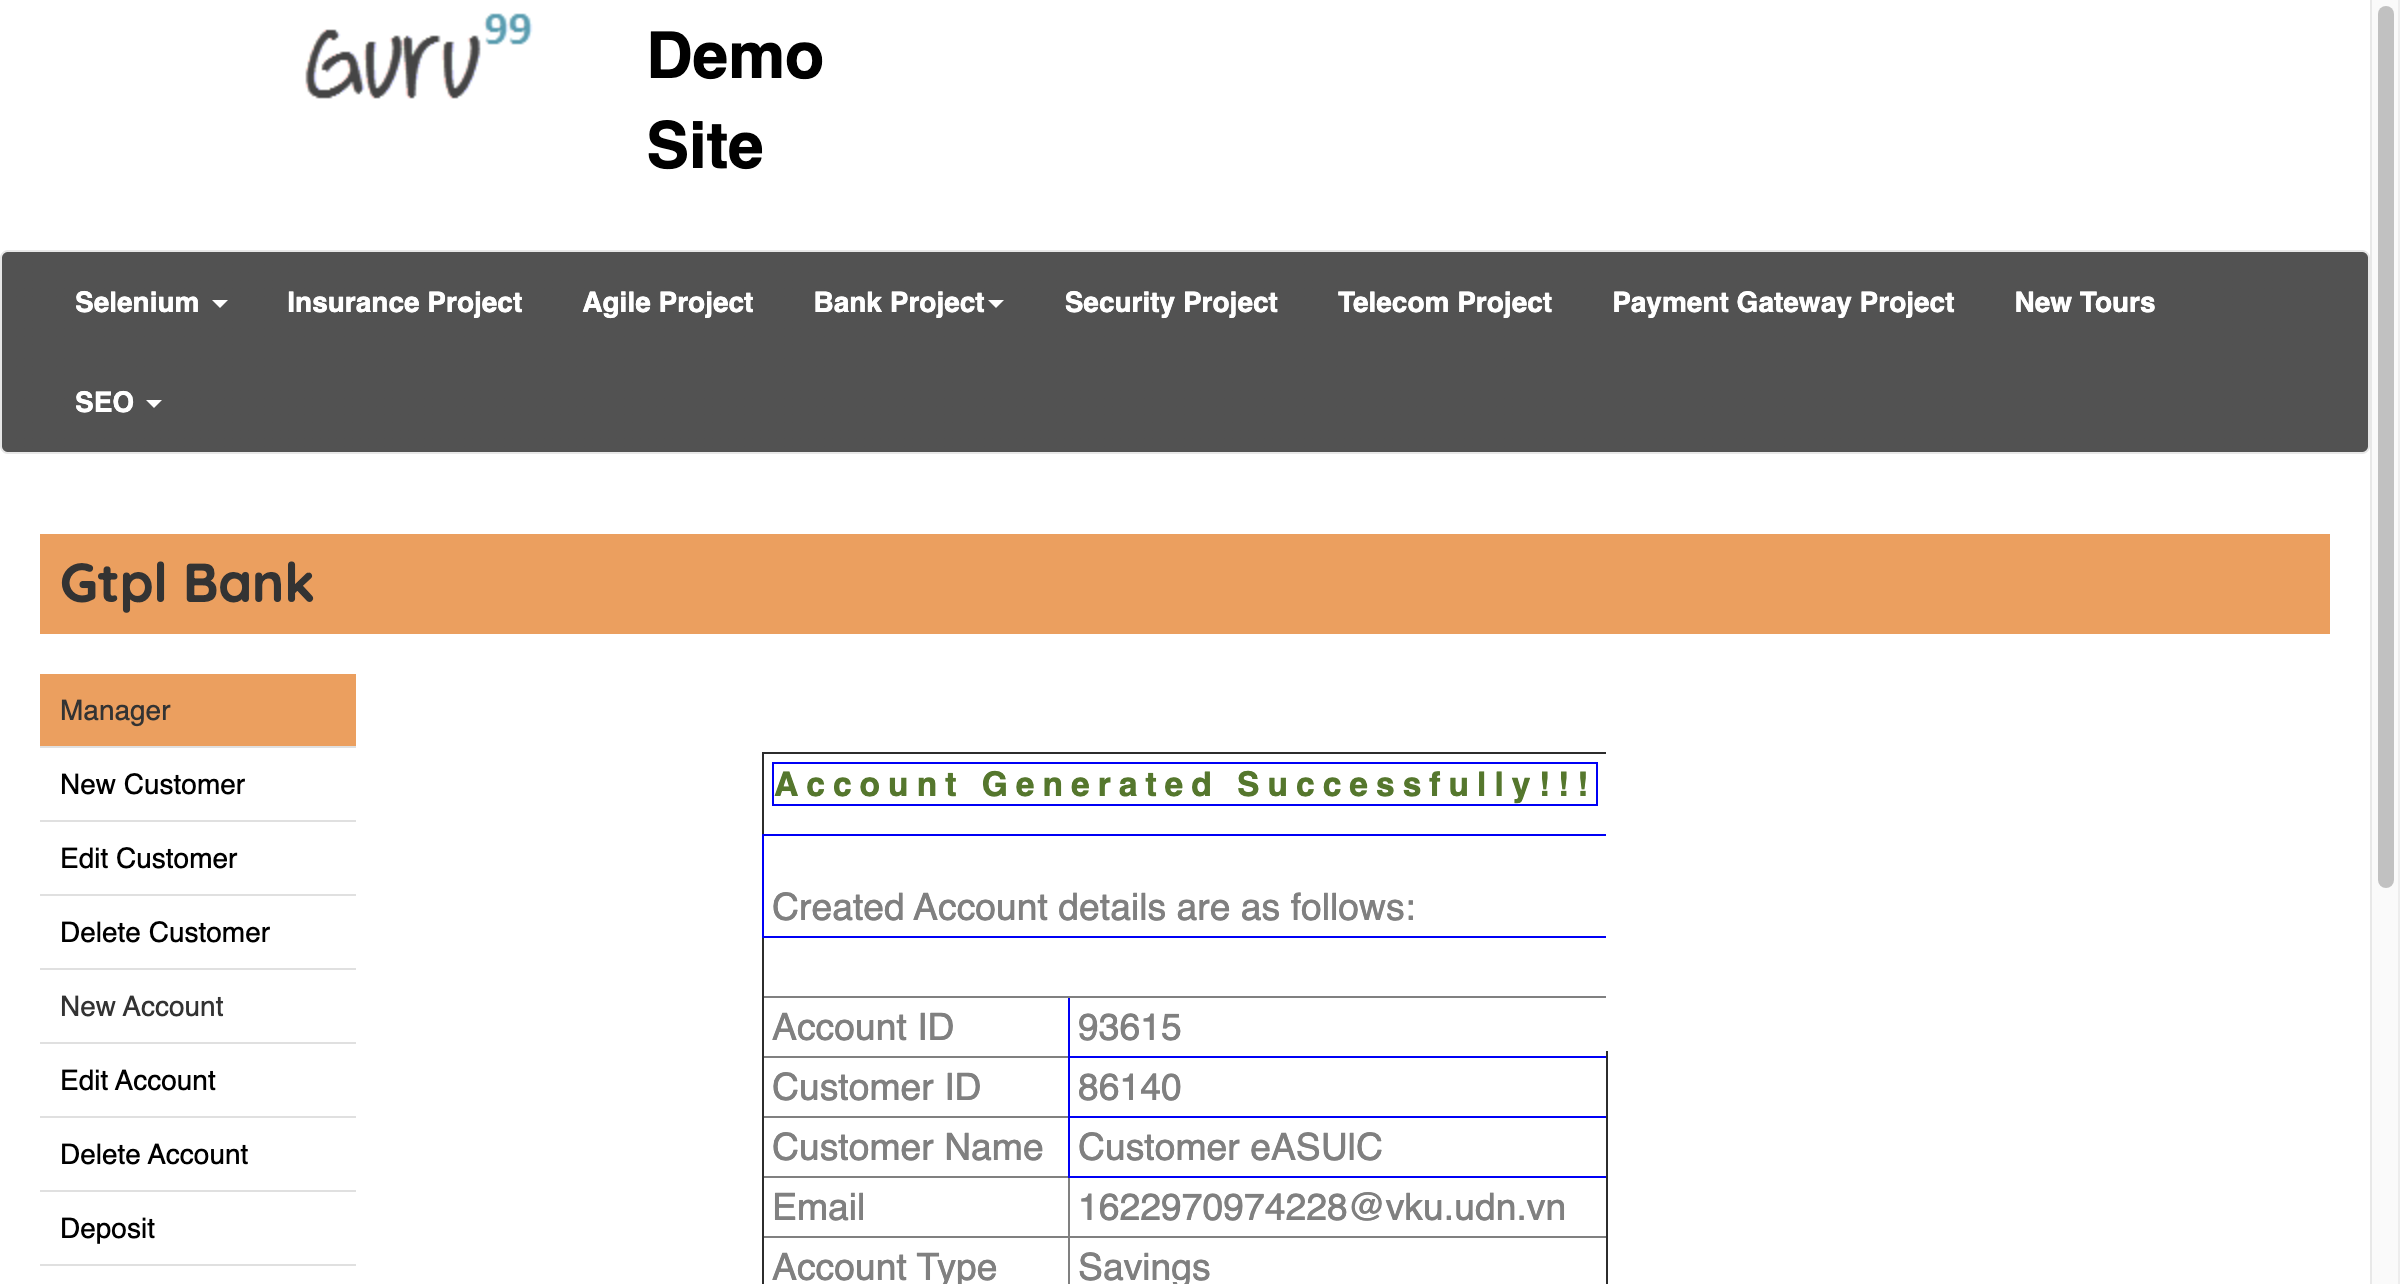 Guru99
Demo
Site
Selenium Insurance Project Agile Project Bank Project Security Project Telecom Project Payment Gateway Project New Tours
SEO
Gtpl Bank
Manager
New Customer
Edit Customer
Delete Customer
New Account
Edit Account
Delete Account
Deposit
Account Generated Successfully!!!
Created Account details are as follows:
Account ID 93615
Customer ID 86140
Customer Name Customer eASUlC
Email 1622970974228@vku.udn.vn
Account Type Savings